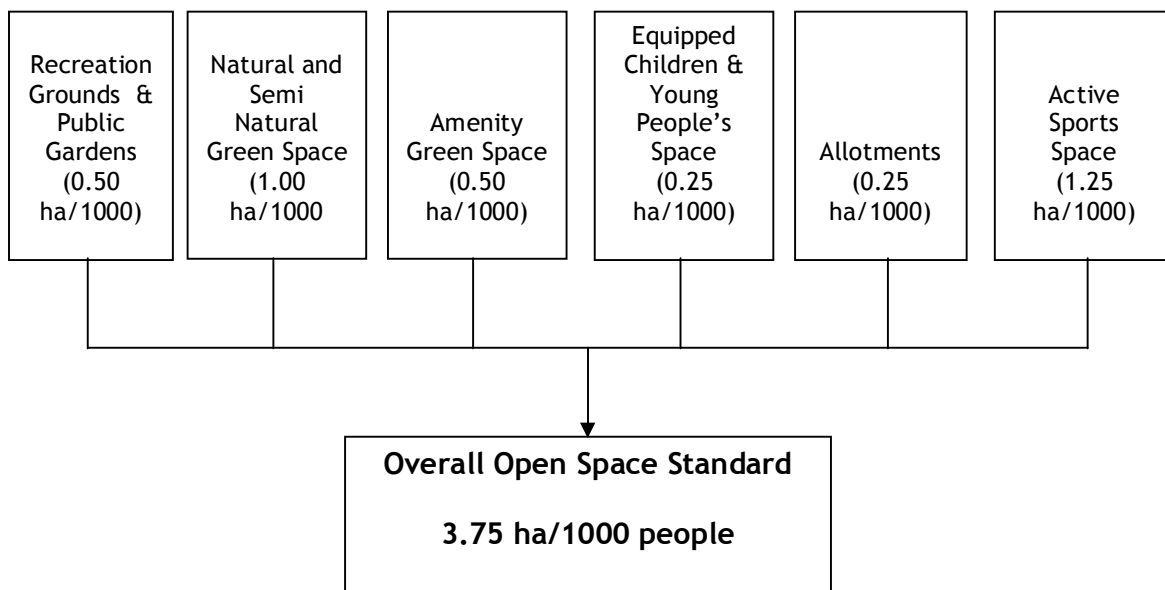 Recreation
Grounds & 
Public
Gardens
(0.50
ha/1000)
Natural and
Semi
Natural
Green Space
(1.00
ha/1000
Amenity
Green Space
(0.50
ha/1000)
Equipped
Children &
Young
People’s
Space
(0.25
ha/1000)
Allotments
(0.25
ha/1000)
Active
Sports
Space
(1.25
ha/1000)
Overall Open Space Standard
3.75 ha/1000 people